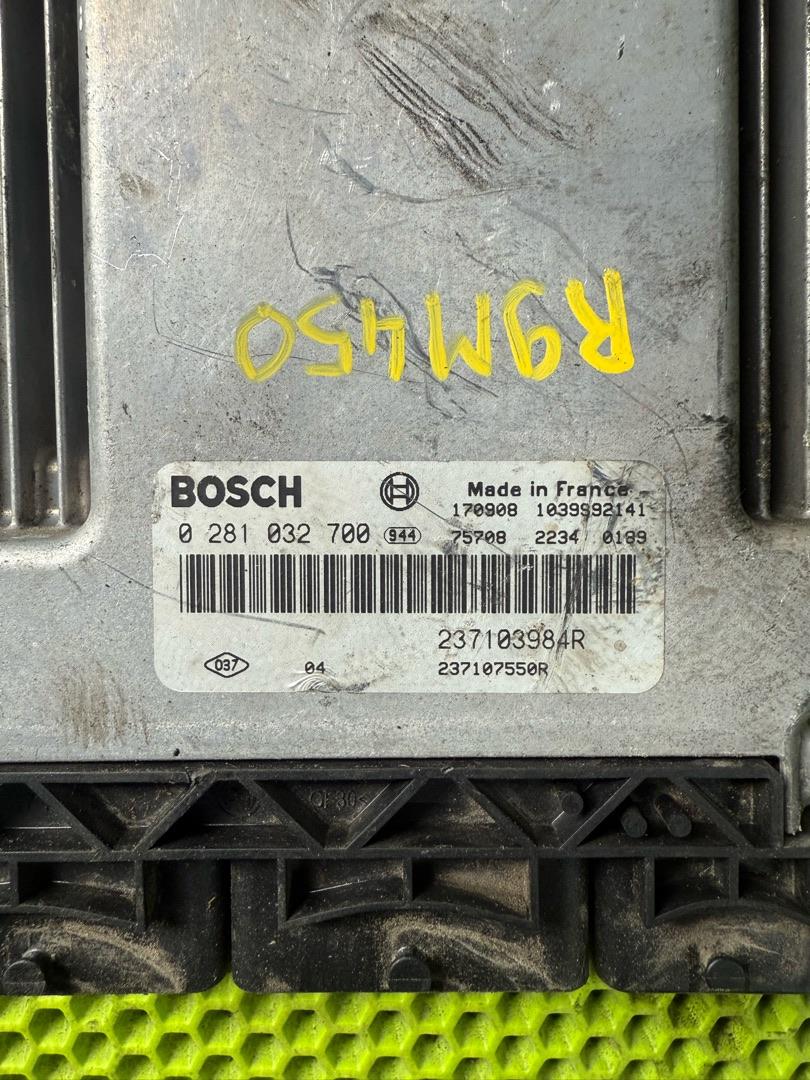 R9M450
BOSCH Made in France
170908 1039S92141
0 281 032 700 944 75708 2234 0189
237103984R
037 04 237107550R